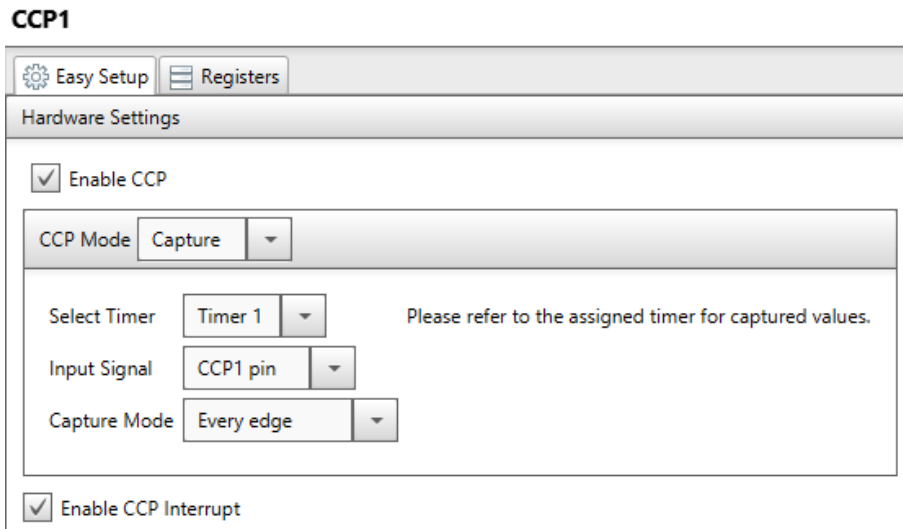 CCP1
Easy Setup Registers
Hardware Settings
Enable CCP
CCP Mode Capture
Select Timer Timer 1 Please refer to the assigned timer for captured values.
Input Signal CCP1 pin
Capture Mode Every edge
Enable CCP Interrupt